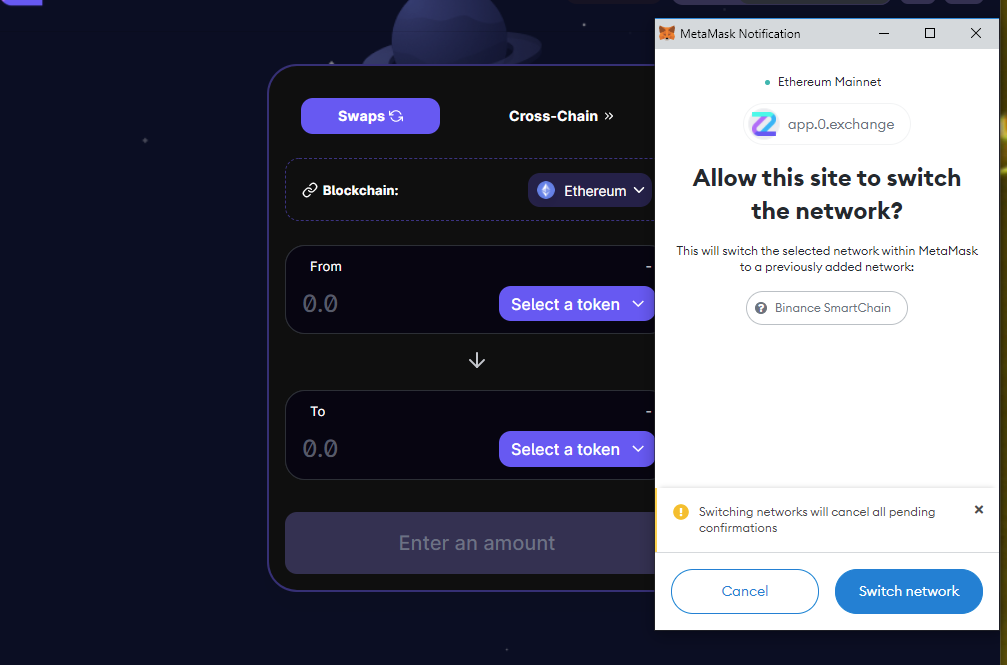 Swaps
Cross-Chain »
Blockchain:
Ethereum
From
-
0.0
Select a token
To
-
0.0
Select a token
Enter an amount
MetaMask Notification
Ethereum Mainnet
app.0.exchange
Allow this site to switch
the network?
This will switch the selected network within MetaMask
to a previously added network:
? Binance SmartChain
Switching networks will cancel all pending
confirmations
Cancel
Switch network